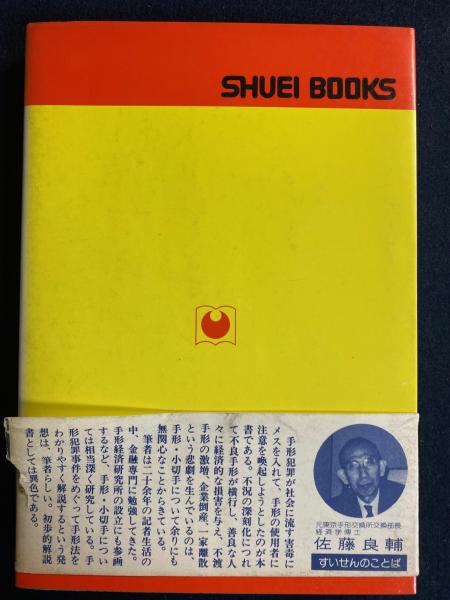 SHUEI BOOKS
手形犯罪が社会に流す害毒に
メスを入れて、手形の使用者に
注意を喚起しようとしたのが本
書である。不況の深刻化につれ
て不良手形が横行し、善良な人
々に経済的な損害を与え、不渡
手形の激増、企業倒産、一家離散
という悲劇を生んでいるのは、
手形・小切手について余りにも
無関心なことからきている。
筆者は二十余年の記者生活の
中、金融専門に勉強してきた。
手形経済研究所の設立にも参画
するなど、手形・小切手につい
ては相当深く研究している。手
形犯罪事件をめぐって手形法を
わかりやすく解説するという発
想は、筆者らしい。初歩的解説
書としては異色である。
元東京手形交換所交換部長
経済学博士
佐藤良輔
すいせんのことば